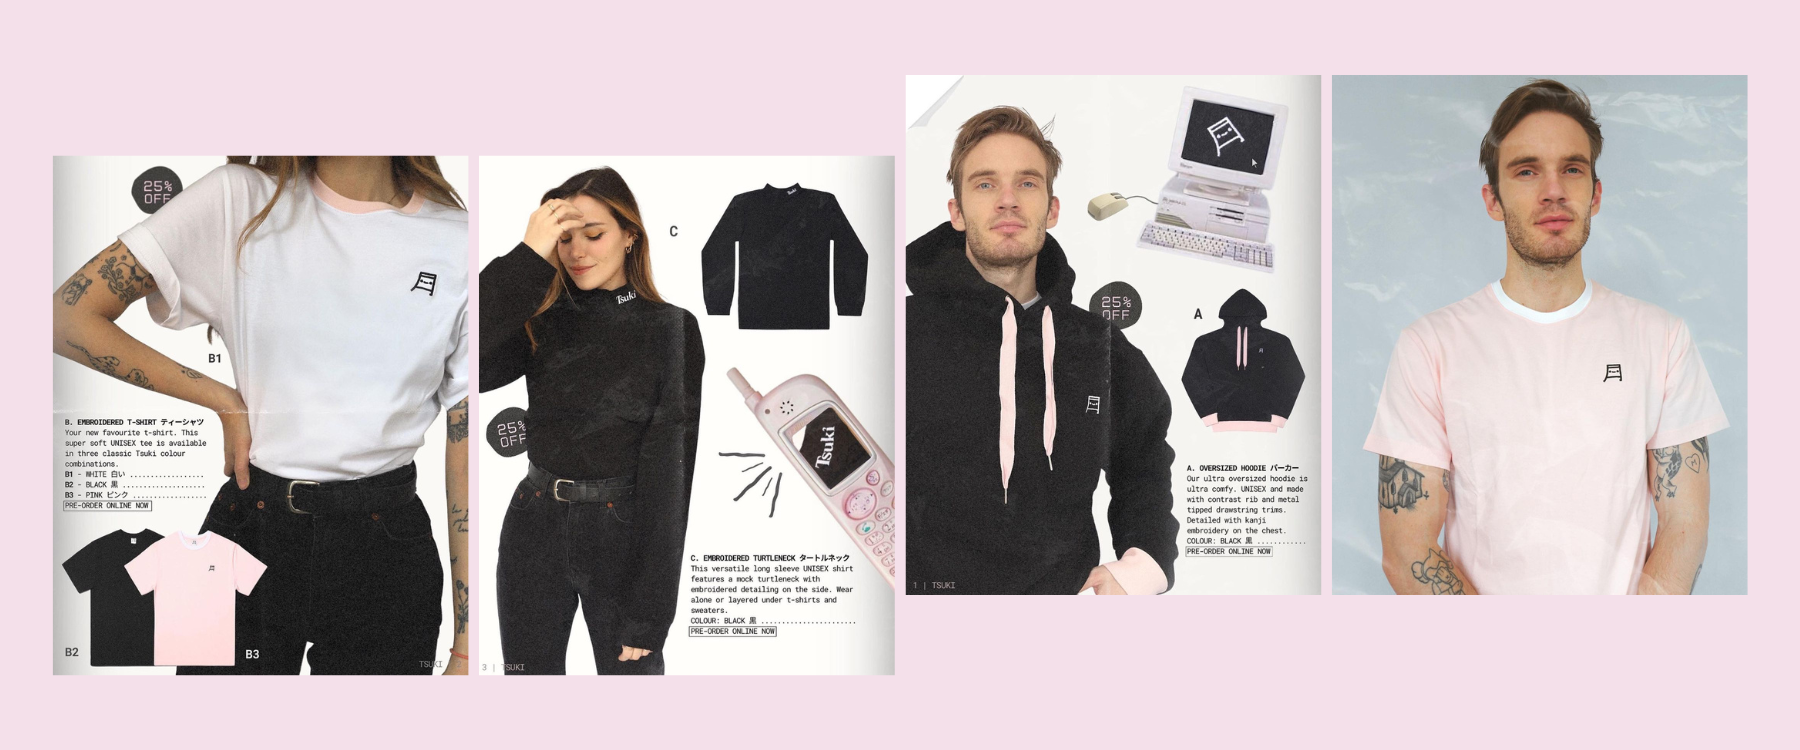 25%
OFF
B1
B. EMBROIDERED T-SHIRT ティーシャツ
Your new favourite t-shirt. This
super soft UNISEX tee is available
in three classic Tsuki colour
combinations.
B1 - WHITE 白い ..................
B2 - BLACK 黒 ....................
B3 - PINK ピンク ..................
PRE-ORDER ONLINE NOW
B2
B3
TSUKI
C
Tsuki
Tsuki
25%
OFF
Tsuki
C. EMBROIDERED TURTLENECK タートルネック
This versatile long sleeve UNISEX shirt
features a mock turtleneck with
embroidered detailing on the side. Wear
alone or layered under t-shirts and
sweaters.
COLOUR: BLACK 黒 .......................
PRE-ORDER ONLINE NOW
3 | TSUKI
25%
OFF
A
A. OVERSIZED HOODIE パーカー
Our ultra oversized hoodie is
ultra comfy. UNISEX and made
with contrast rib and metal
tipped drawstring trims.
Detailed with kanji
embroidery on the chest.
COLOUR: BLACK 黒 ............
PRE-ORDER ONLINE NOW
1 | TSUKI